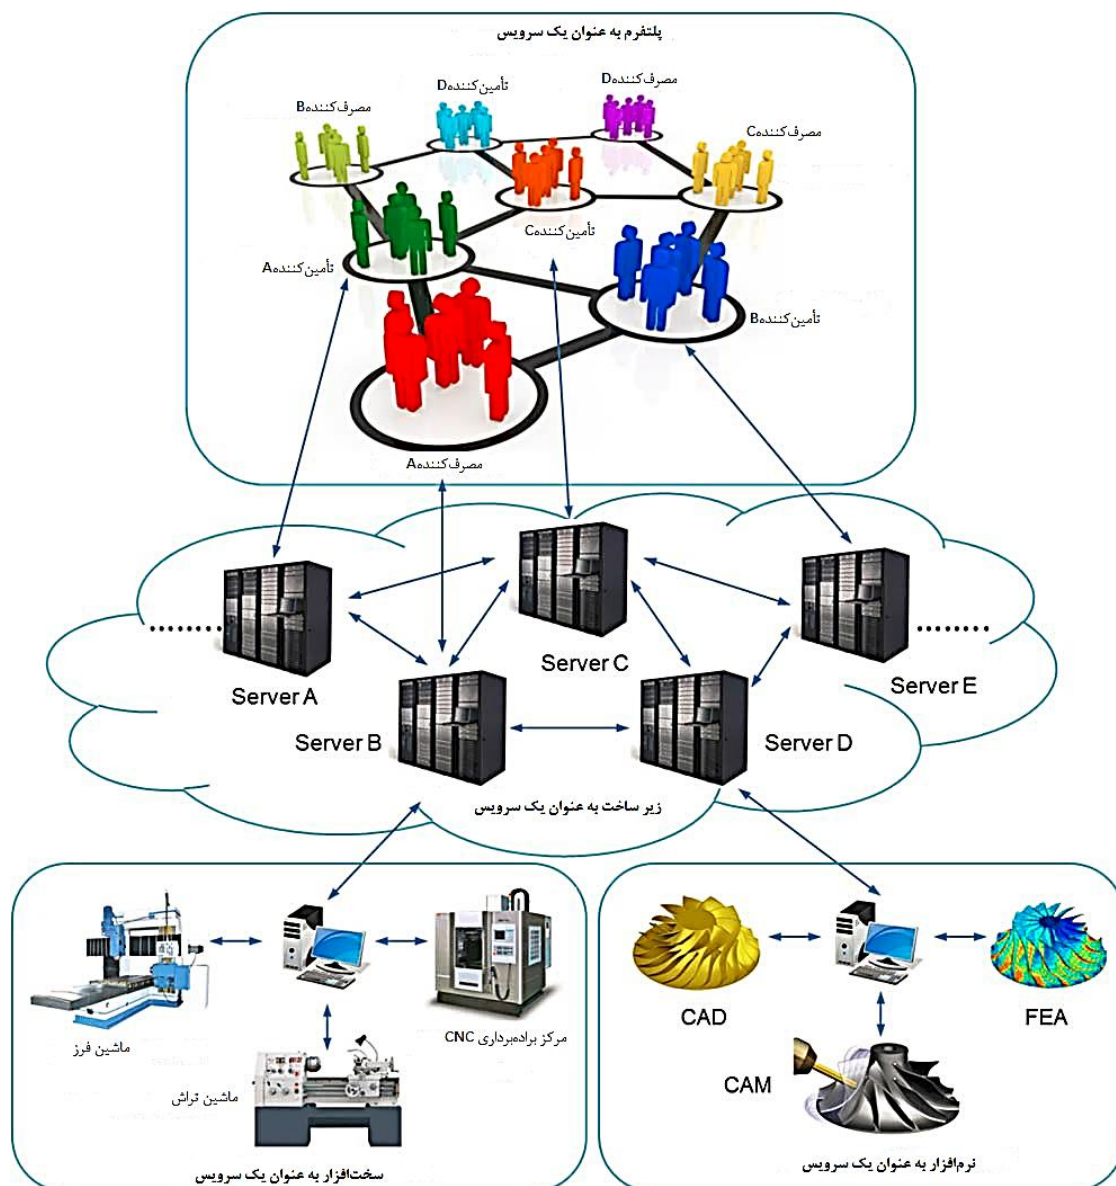 پلتفرم به عنوان یک سرویس
مصرف‌کنندهD
تأمین‌کنندهD
مصرف‌کنندهB
مصرف‌کنندهC
تأمین‌کنندهC
تأمین‌کنندهA
تأمین‌کنندهB
مصرف‌کنندهA
Server C
Server A
Server E
Server B
Server D
زیر ساخت به عنوان یک سرویس
ماشین فرز
مرکز براده‌برداری CNC
ماشین تراش
سخت‌افزار به عنوان یک سرویس
CAD
FEA
CAM
نرم‌افزار به عنوان یک سرویس